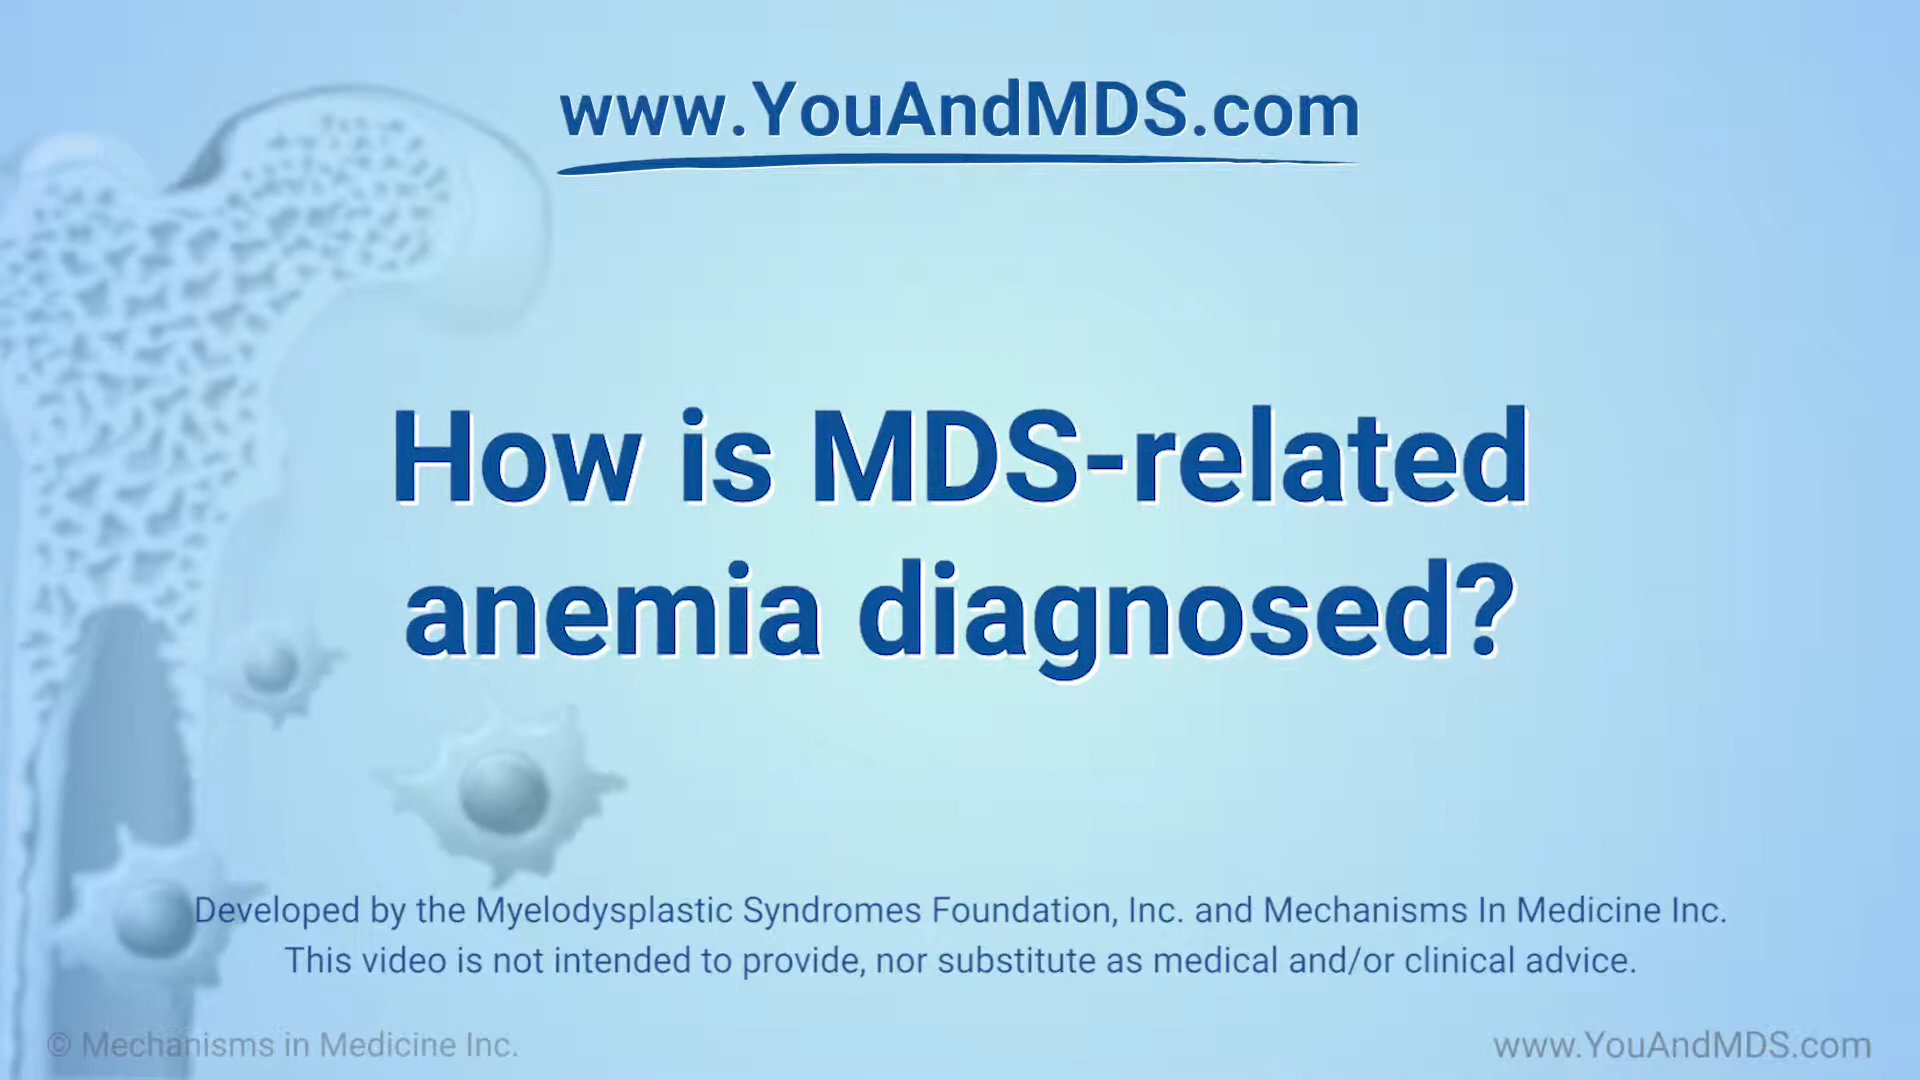 www.YouAndMDS.com
How is MDS-related
anemia diagnosed?
Developed by the Myelodysplastic Syndromes Foundation, Inc. and Mechanisms In Medicine Inc.
This video is not intended to provide, nor substitute as medical and/or clinical advice.
© Mechanisms in Medicine Inc.
www.YouAndMDS.com